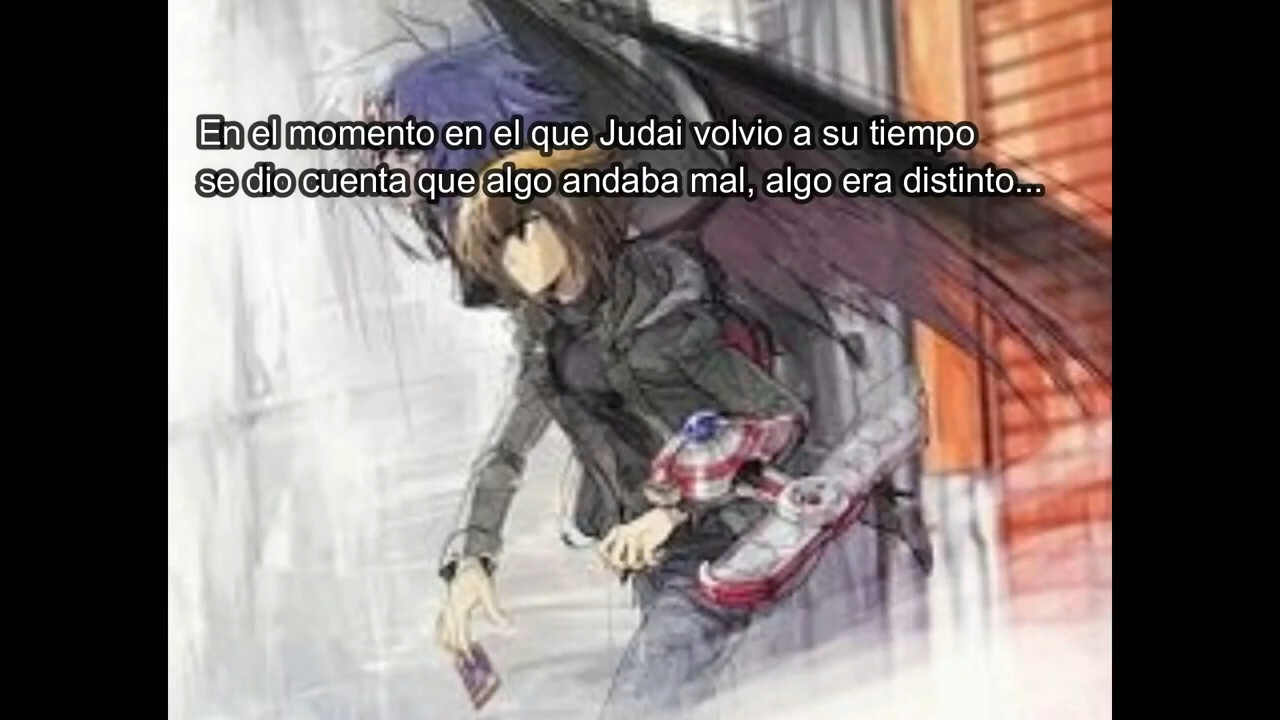 En el momento en el que Judai volvio a su tiempo
se dio cuenta que algo andaba mal, algo era distinto...